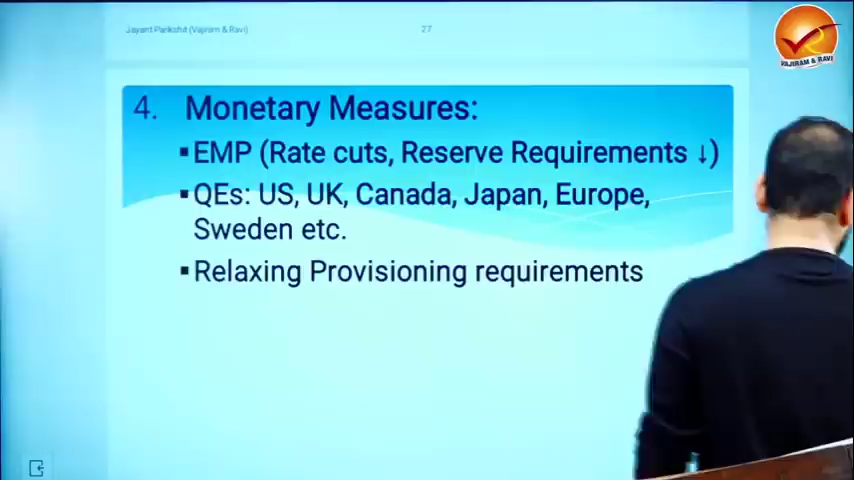 Jayant Parikshit (Vajiram & Ravi)
27
VAJIRAM & RAVI
4. Monetary Measures:
▪EMP (Rate cuts, Reserve Requirements ↓)
▪QEs: US, UK, Canada, Japan, Europe,
Sweden etc.
▪Relaxing Provisioning requirements